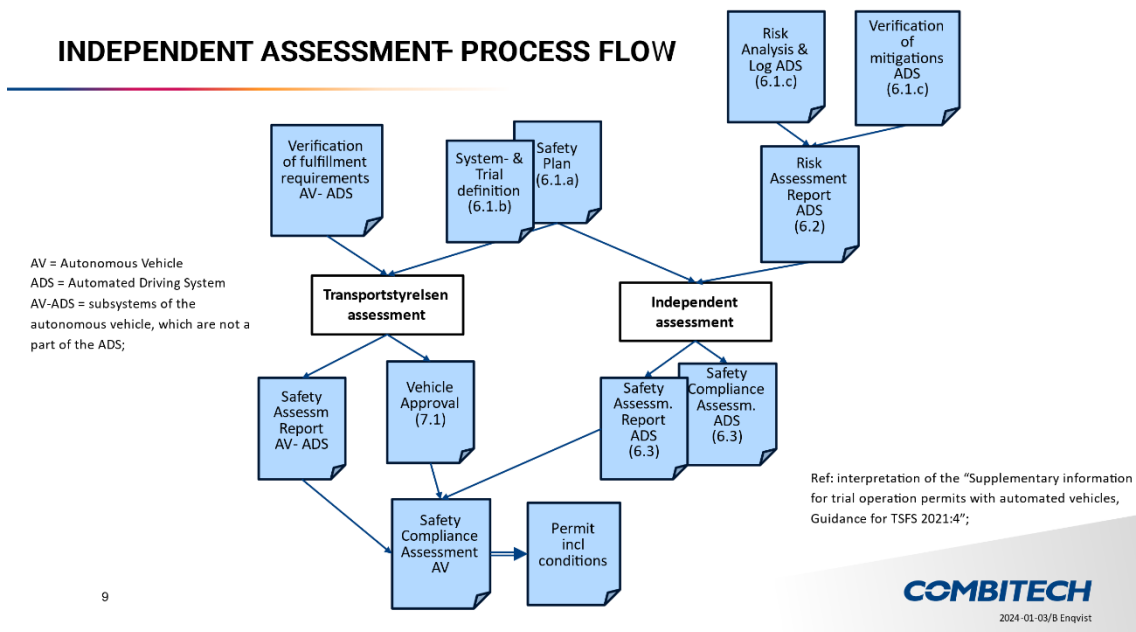 INDEPENDENT ASSESSMENT– PROCESS FLOW
Risk
Analysis &
Log ADS
(6.1.c)
Verification
of
mitigations
ADS
(6.1.c)
Verification
of fulfillment
requirements
AV- ADS
System- &
Trial
definition
(6.1.b)
Safety
Plan
(6.1.a)
Risk
Assessment
Report
ADS
(6.2)
AV = Autonomous Vehicle
ADS = Automated Driving System
AV-ADS = subsystems of the
autonomous vehicle, which are not a
part of the ADS;
Transportstyrelsen
assessment
Independent
assessment
Safety
Assessm
Report
AV- ADS
Vehicle
Approval
(7.1)
Safety
Assessm.
Report
ADS
(6.3)
Safety
Compliance
Assessm.
ADS
(6.3)
Ref: interpretation of the “Supplementary information
for trial operation permits with automated vehicles,
Guidance for TSFS 2021:4”;
Safety
Compliance
Assessment
AV
Permit
incl
conditions
9
COMBITECH
2024-01-03/B Enqvist